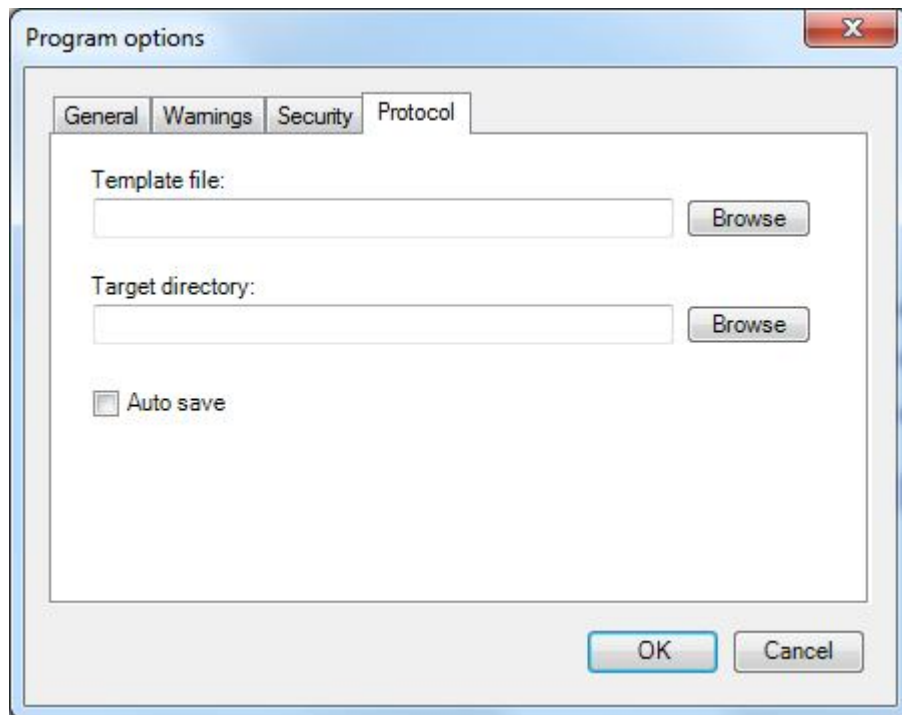 Program options
General Warnings Security Protocol
Template file:
Browse
Target directory:
Browse
Auto save
OK Cancel